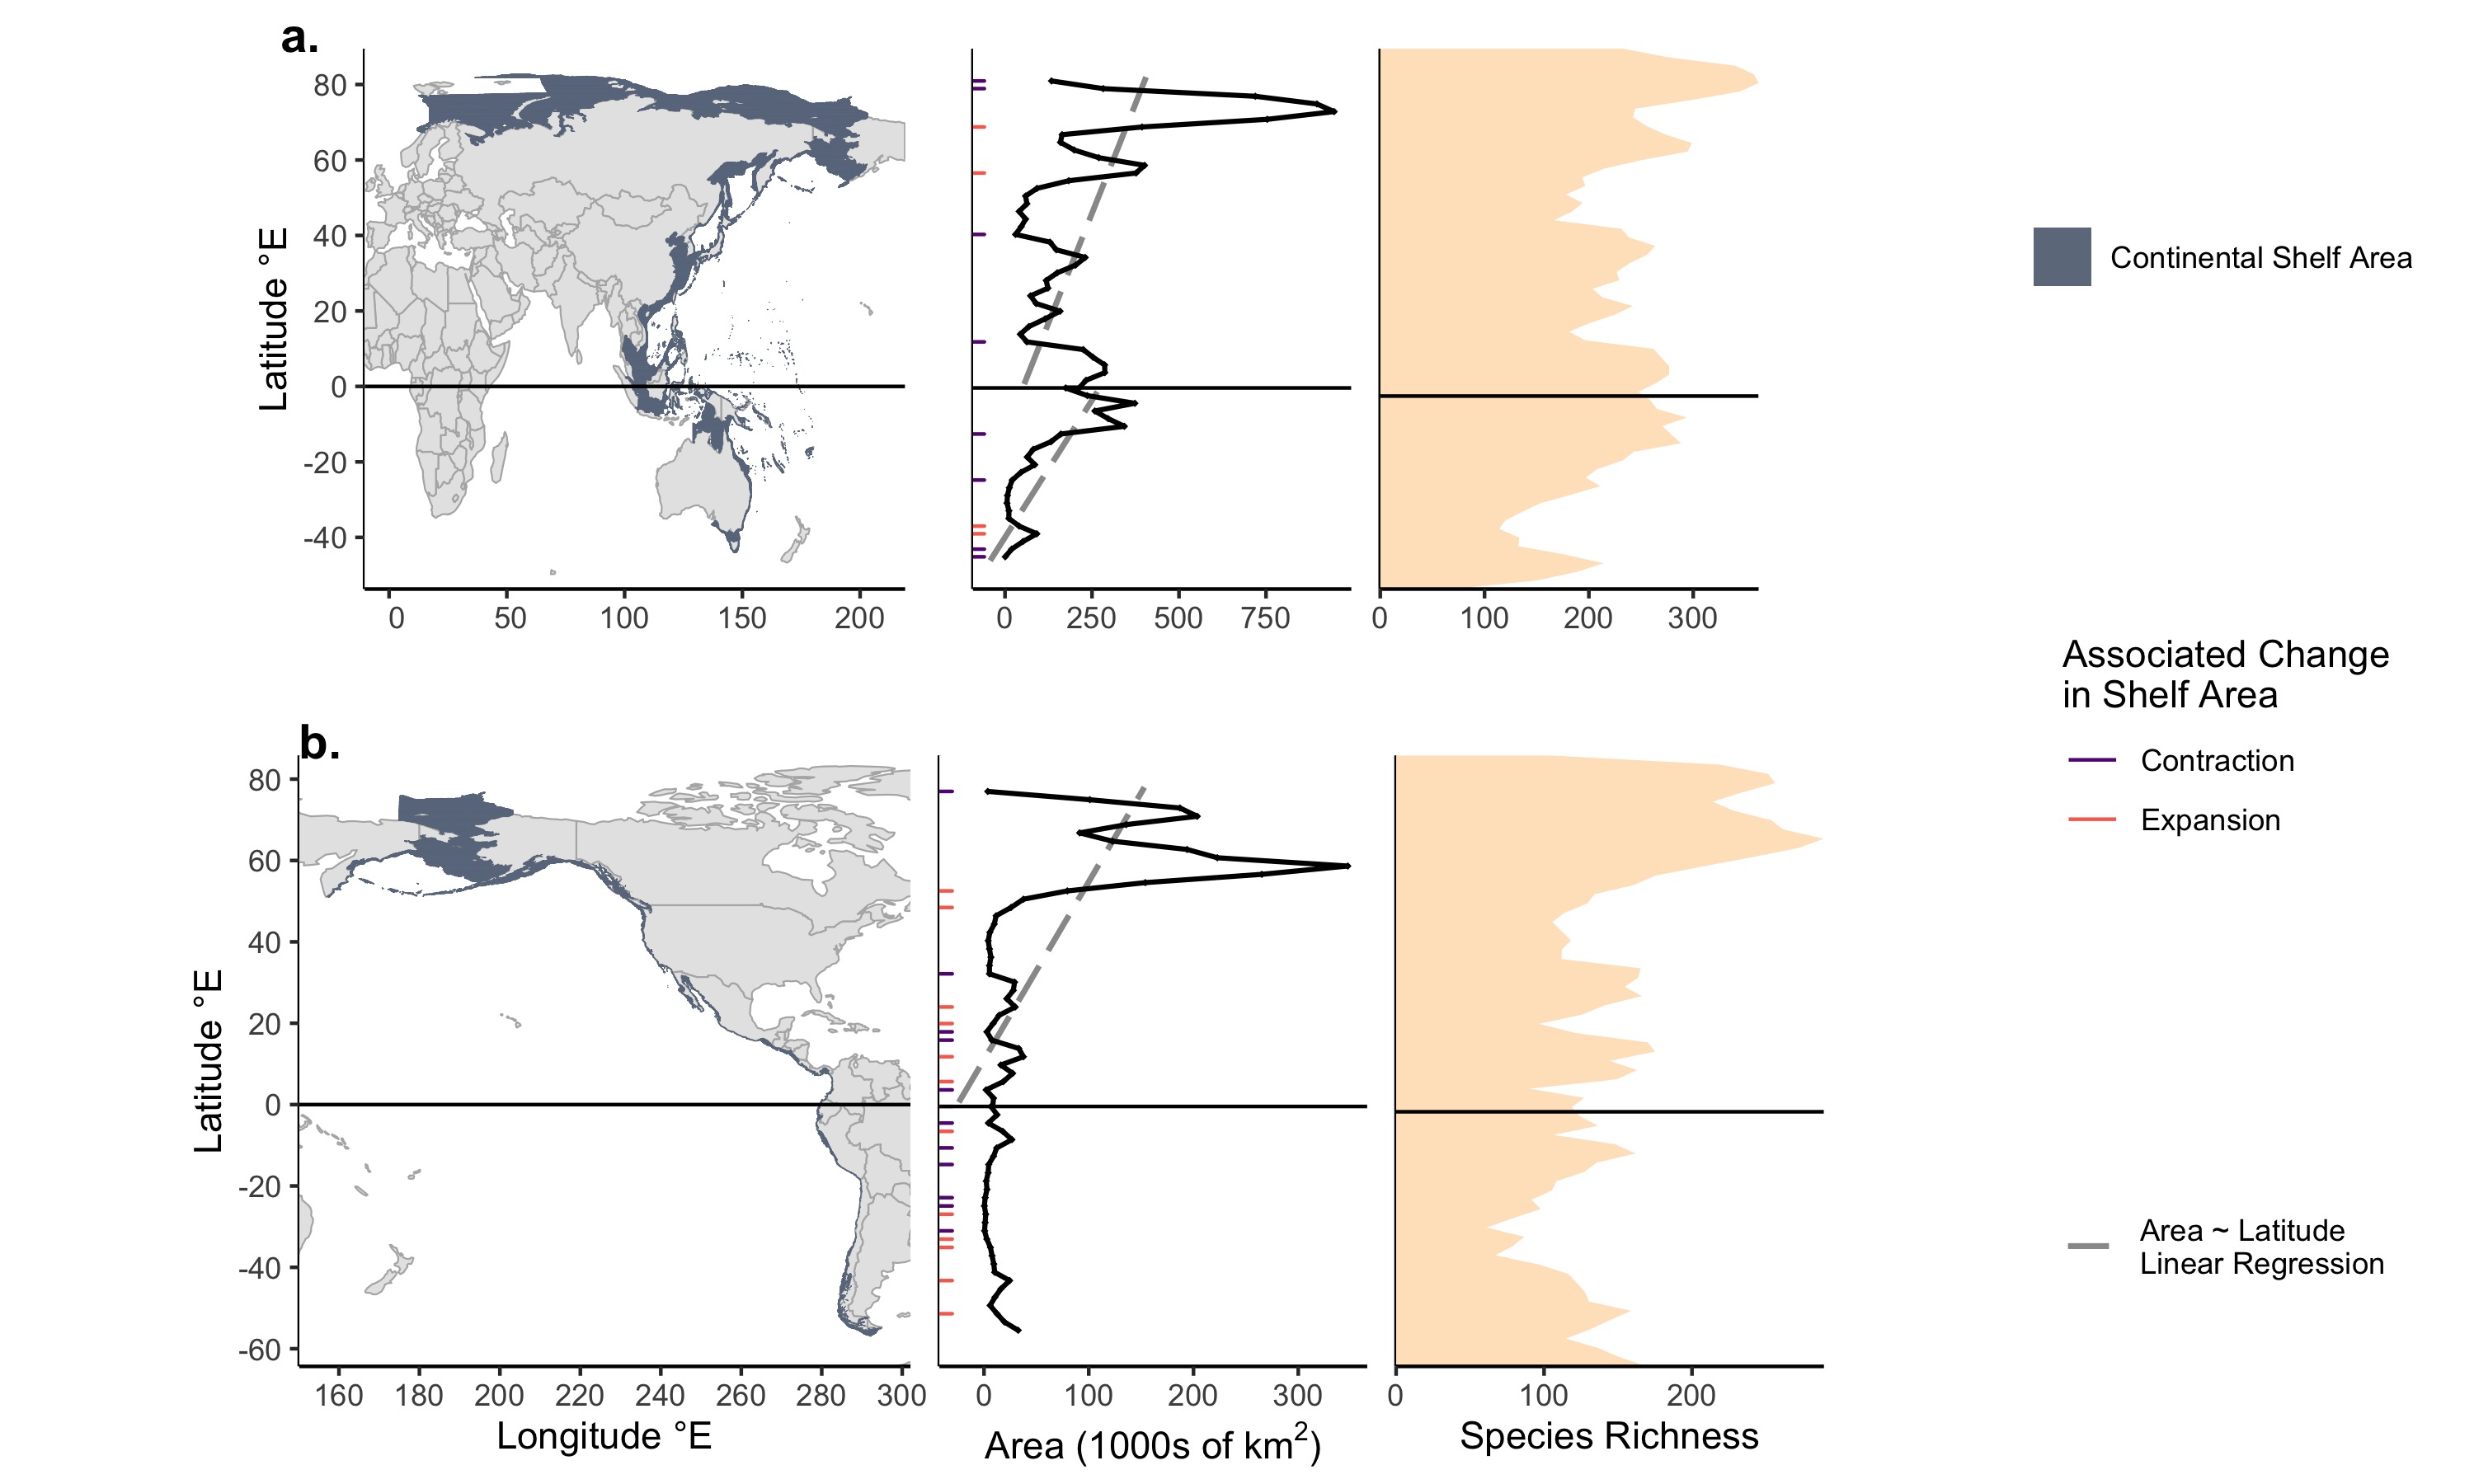 a.
80
60
40
20
0
-20
-40
Latitude °E
0 50 100 150 200
0 250 500 750
0 100 200 300
Continental Shelf Area
Associated Change
in Shelf Area
Contraction
Expansion
b.
80
60
40
20
0
-20
-40
-60
Latitude °E
160 180 200 220 240 260 280 300
0 100 200 300
0 100 200
Longitude °E
Area (1000s of km²)
Species Richness
Area ~ Latitude
Linear Regression